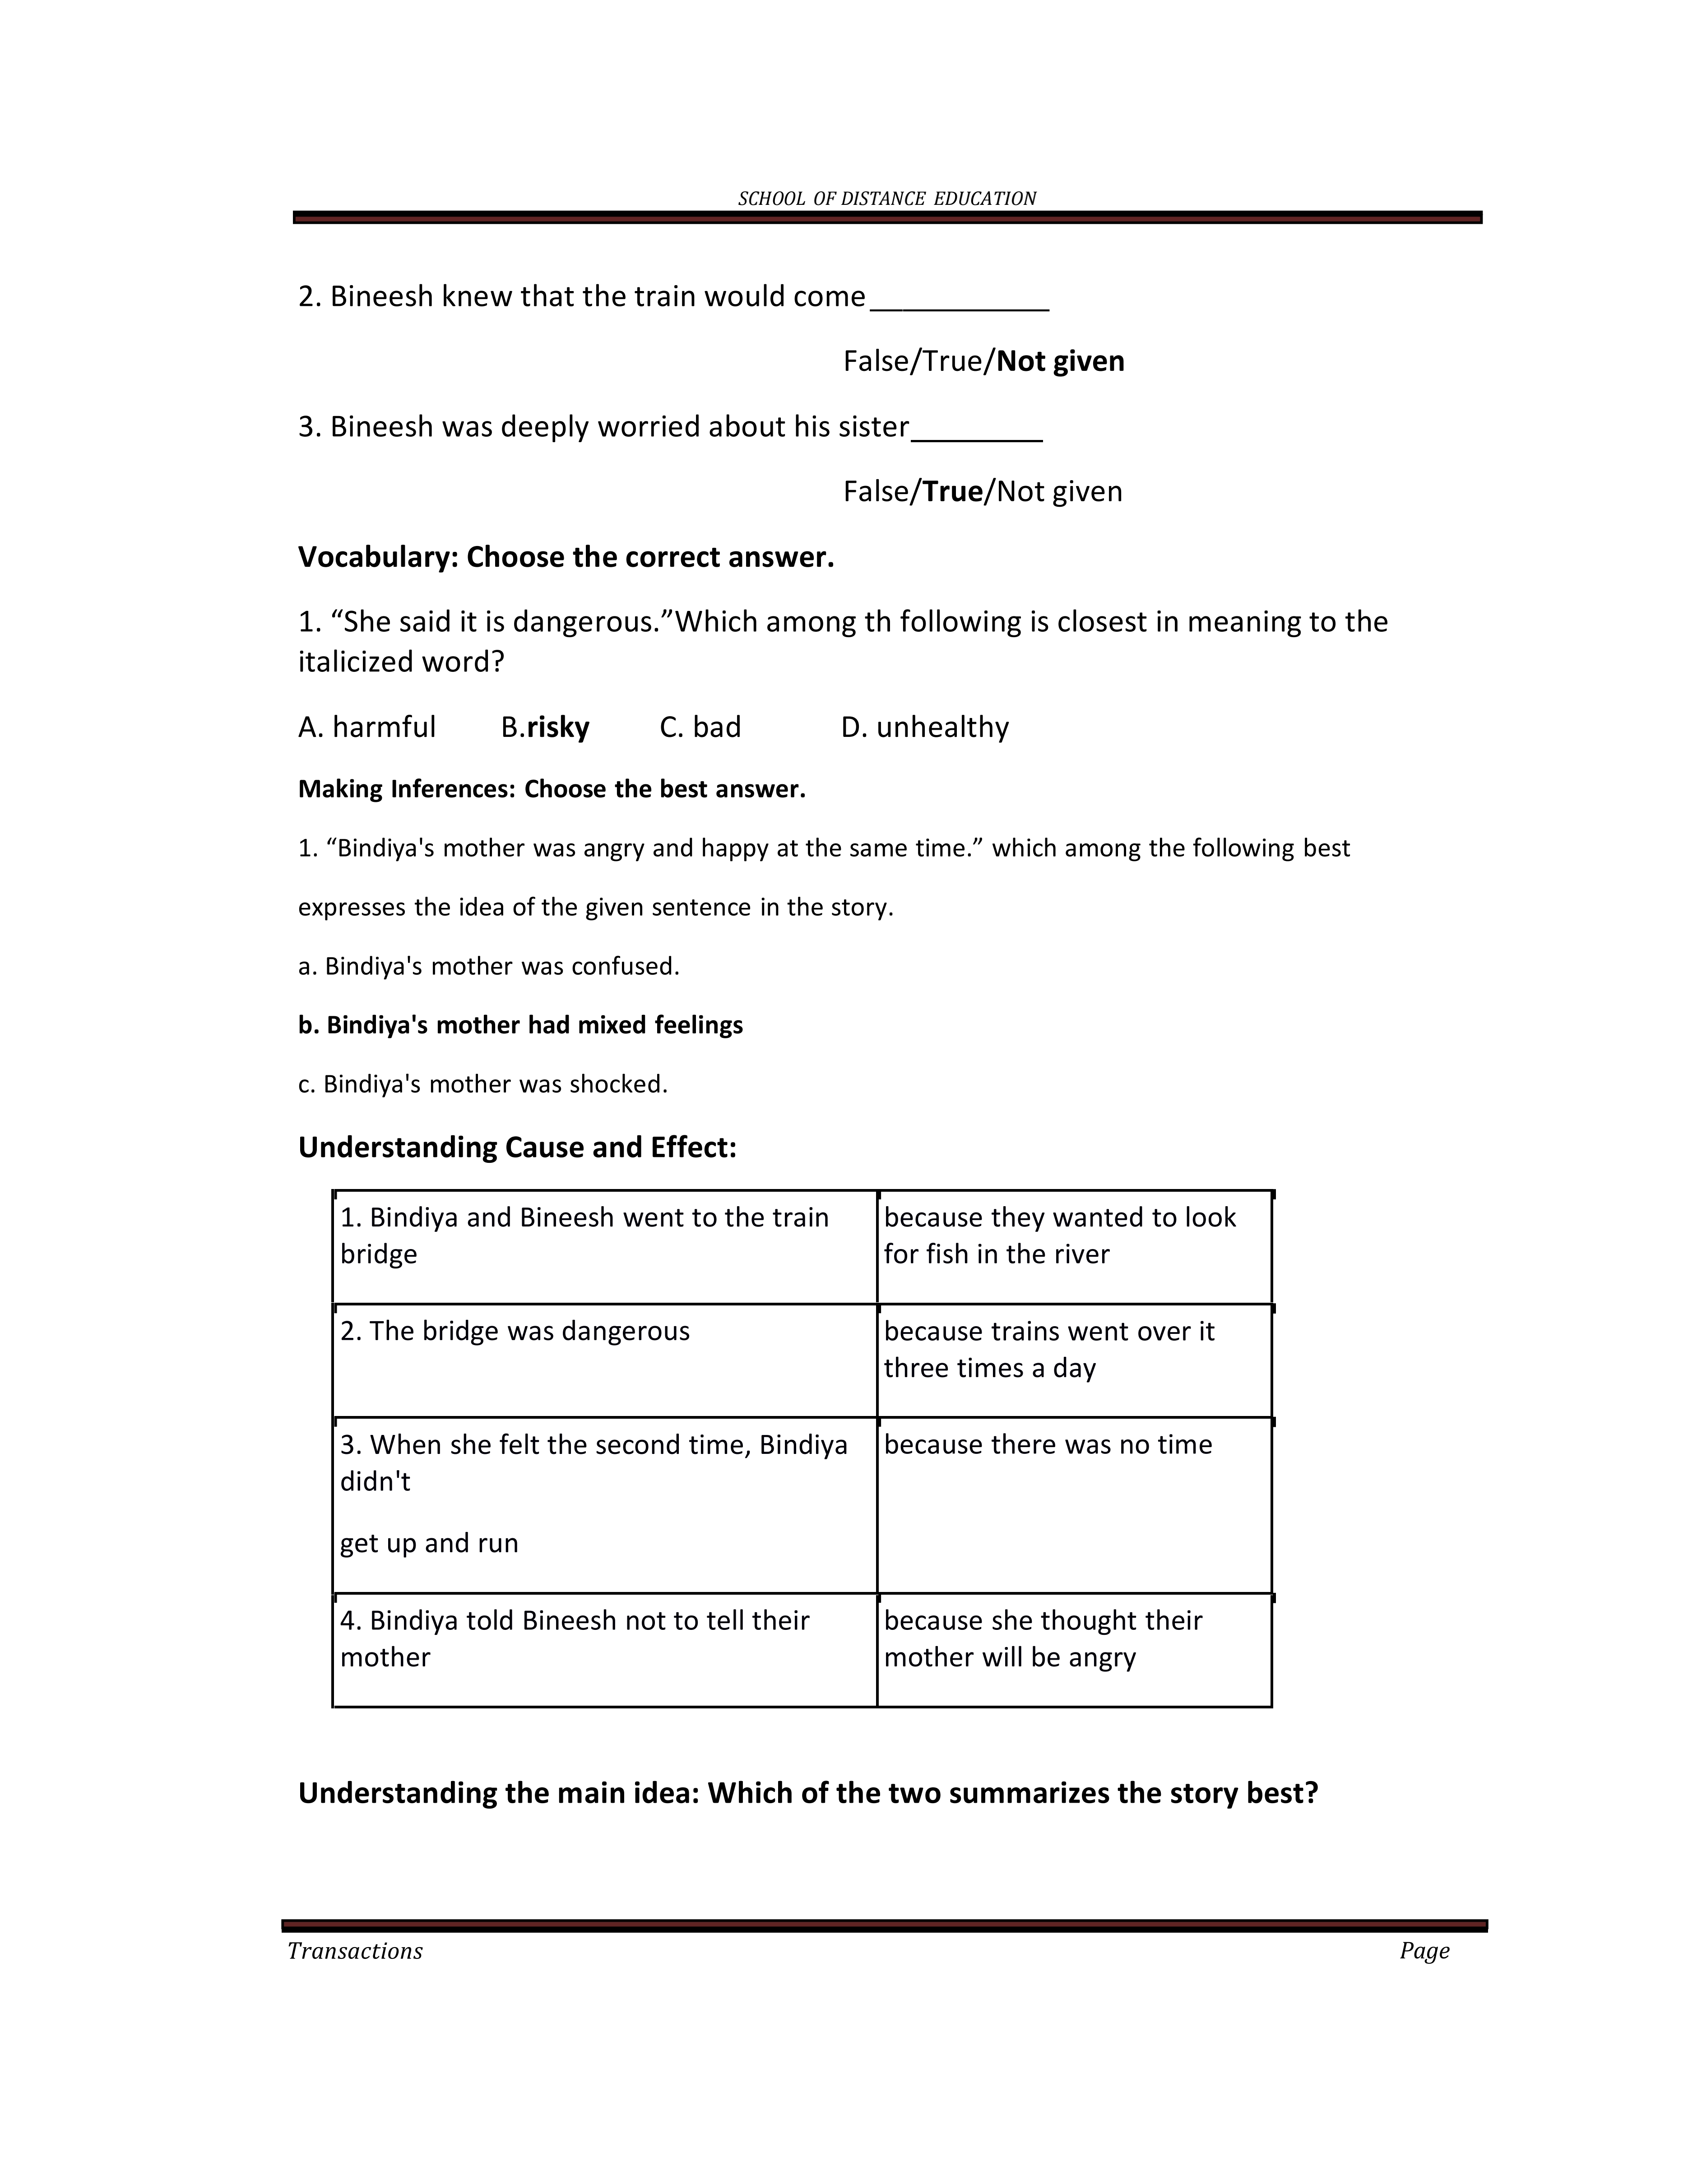 SCHOOL OF DISTANCE EDUCATION
2. Bineesh knew that the train would come___________
False/True/Not given
3. Bineesh was deeply worried about his sister________
False/True/Not given
Vocabulary: Choose the correct answer.
1. “She said it is dangerous.”Which among th following is closest in meaning to the
italicized word?
A. harmful B.risky C. bad D. unhealthy
Making Inferences: Choose the best answer.
1. “Bindiya's mother was angry and happy at the same time.” which among the following best
expresses the idea of the given sentence in the story.
a. Bindiya's mother was confused.
b. Bindiya's mother had mixed feelings
c. Bindiya's mother was shocked.
Understanding Cause and Effect:
1. Bindiya and Bineesh went to the train
bridge
because they wanted to look
for fish in the river
2. The bridge was dangerous
because trains went over it
three times a day
3. When she felt the second time, Bindiya
didn't
get up and run
because there was no time
4. Bindiya told Bineesh not to tell their
mother
because she thought their
mother will be angry
Understanding the main idea: Which of the two summarizes the story best?
Transactions Page